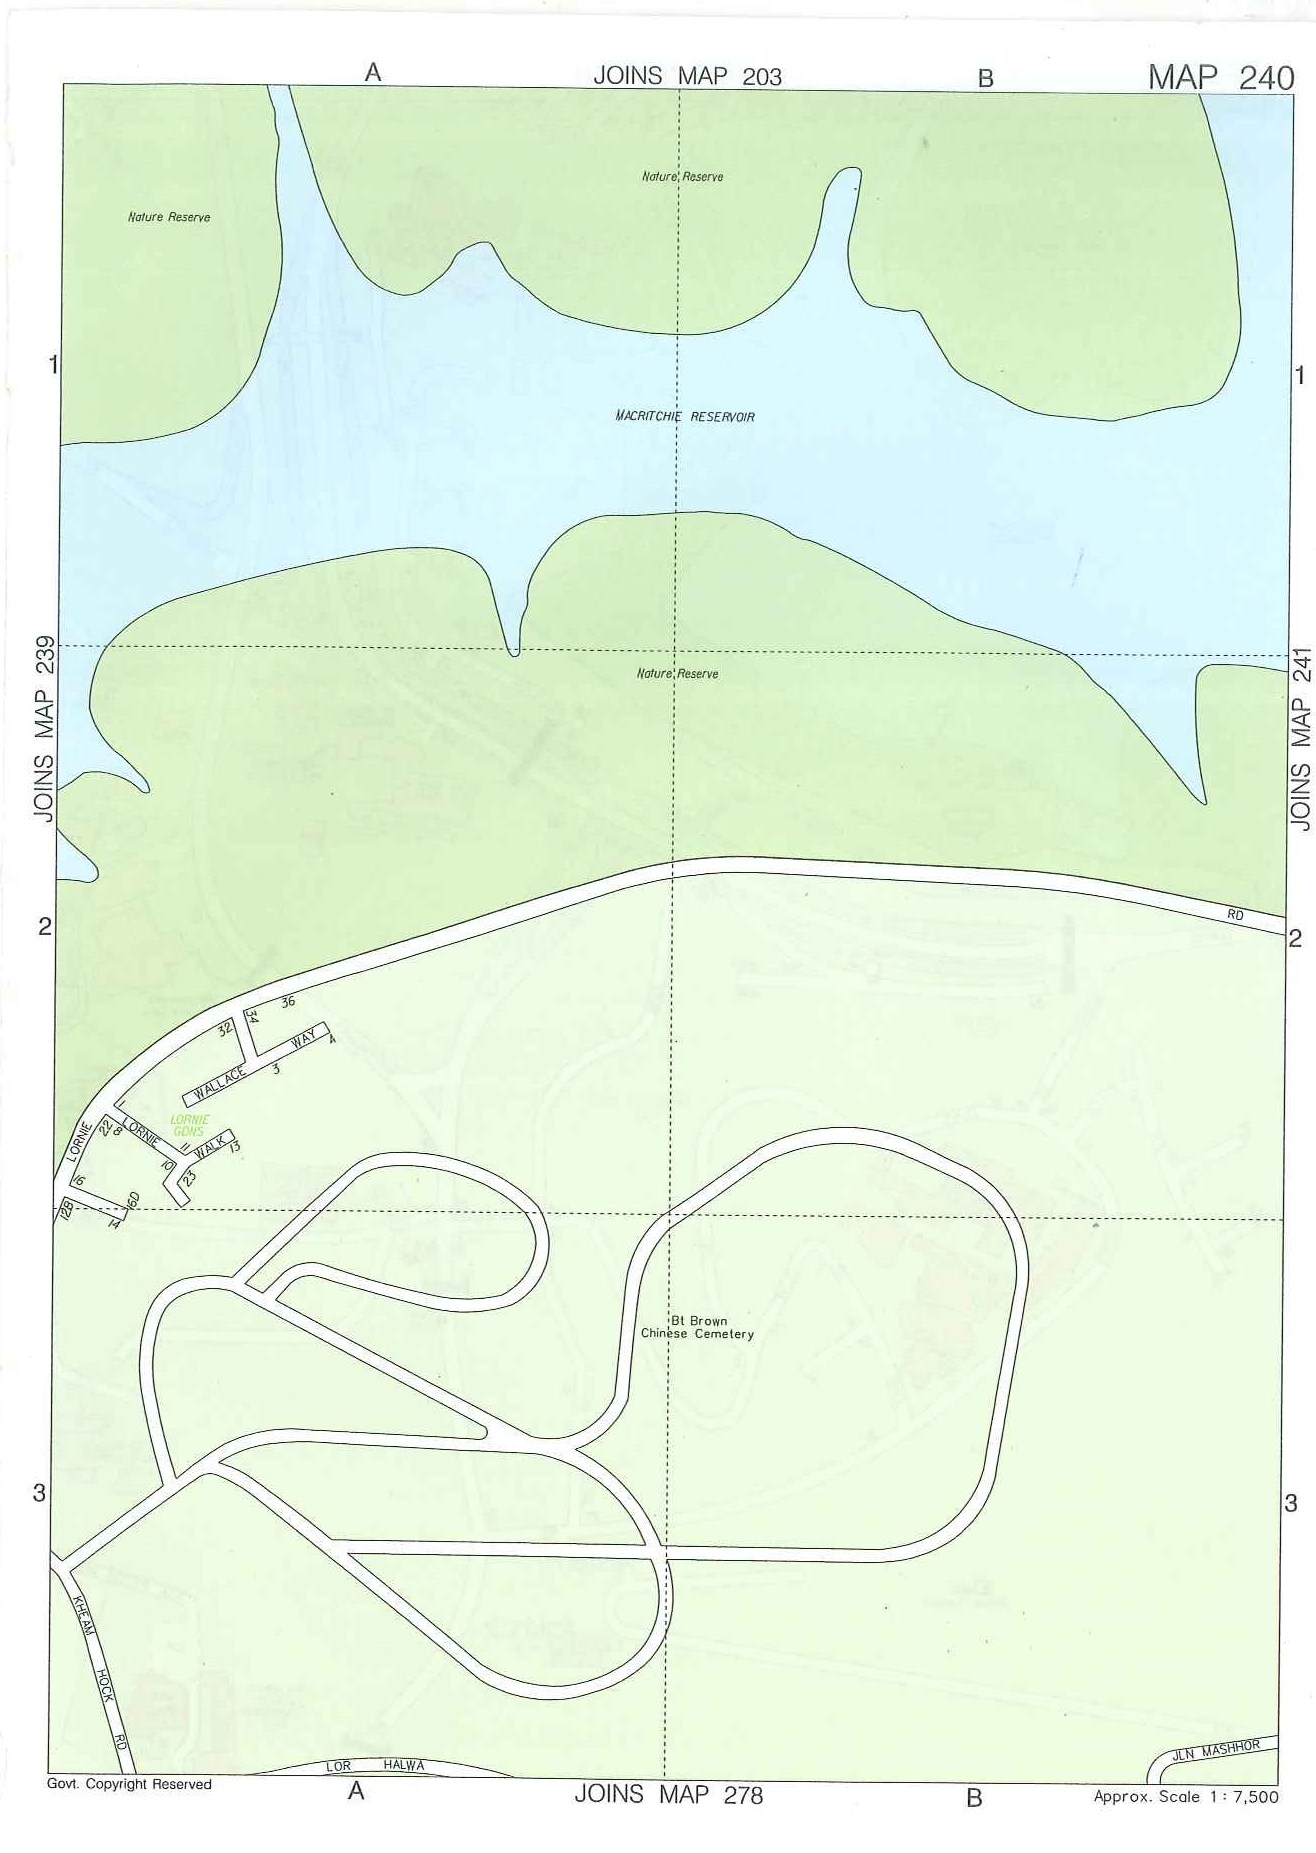 A
JOINS MAP 203
B
MAP 240
Nature Reserve
Nature Reserve
1
1
MACRITCHIE RESERVOIR
JOINS MAP 239
JOINS MAP 241
Nature Reserve
2
2
RD
36
34
32
WALLACE WAY
4
3
LORNIE
GDNS
1
LORNIE WALK
LORNIE
22
8
11
13
10
23
16
16D
12B
14
Bt Brown
Chinese Cemetery
3
3
KHEAM HOCK RD
LOR HALWA
JLN MASHHOR
Govt. Copyright Reserved
A
JOINS MAP 278
B
Approx. Scale 1 : 7,500